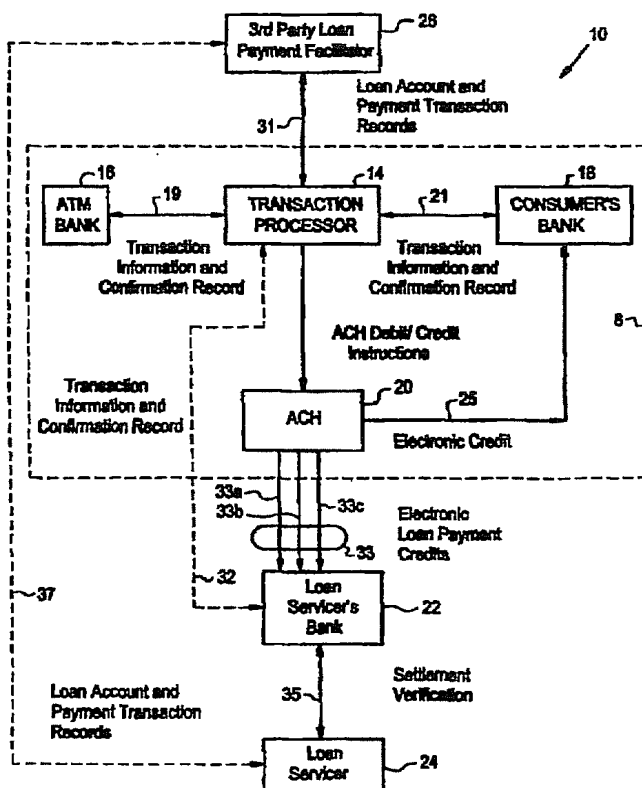 3rd Party Loan
Payment Facilitator
26
10
Loan Account and
Payment Transaction
Records
31
16
ATM
BANK
19
14
TRANSACTION
PROCESSOR
21
18
CONSUMER'S
BANK
Transaction
Information and
Confirmation Record
Transaction
Information and
Confirmation Record
8
ACH Debit/ Credit
Instructions
Transaction
Information and
Confirmation Record
20
ACH
25
Electronic Credit
33a
33b
33c
Electronic
Loan Payment
Credits
33
37
32
Loan
Servicer's
Bank
22
Loan Account and
Payment Transaction
Records
35
Settlement
Verification
Loan
Servicer
24